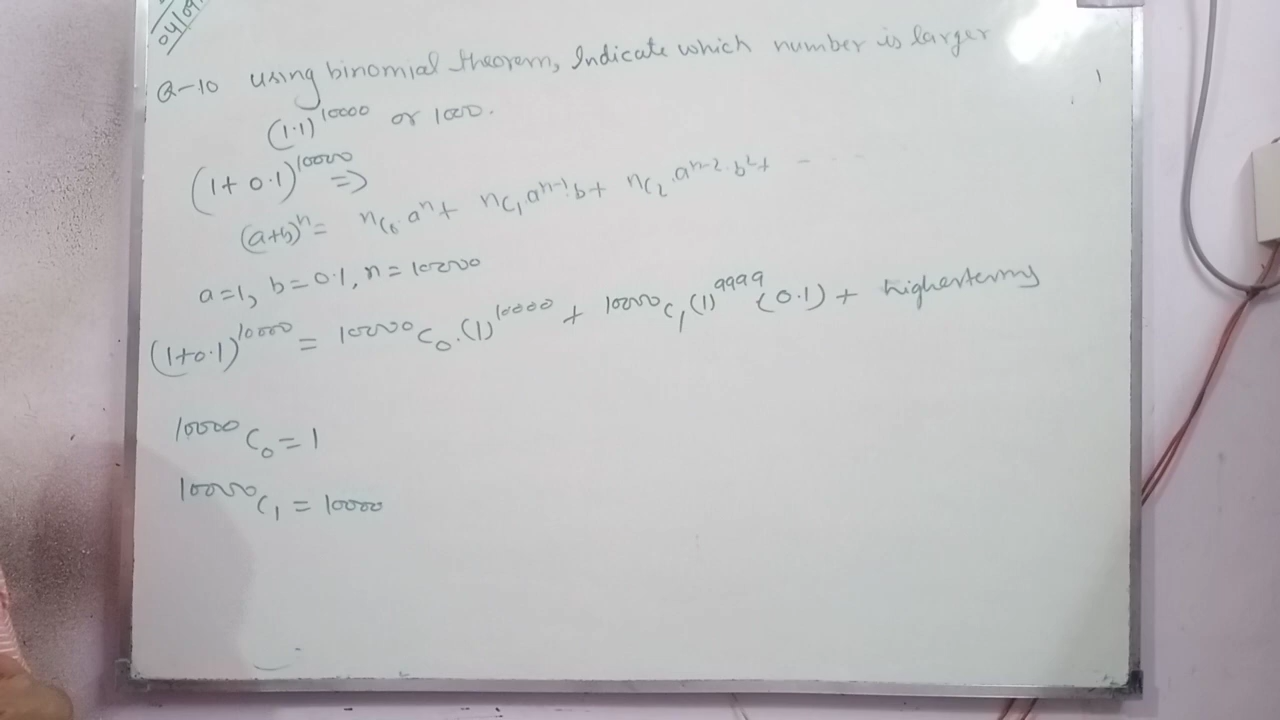 04/09
Q-10 using binomial theorem, Indicate which number is larger
(1.1)^10000 or 1000.
(1+0.1)^10000 =>
(a+b)^n = nC0.a^n + nC1 a^n-1.b + nC2.a^n-2.b^2 + - - - -
a=1, b=0.1, n=10000
(1+0.1)^10000 = 10000C0.(1)^10000 + 10000C1(1)^9999(0.1) + higher terms
10000C0 = 1
10000C1 = 10000